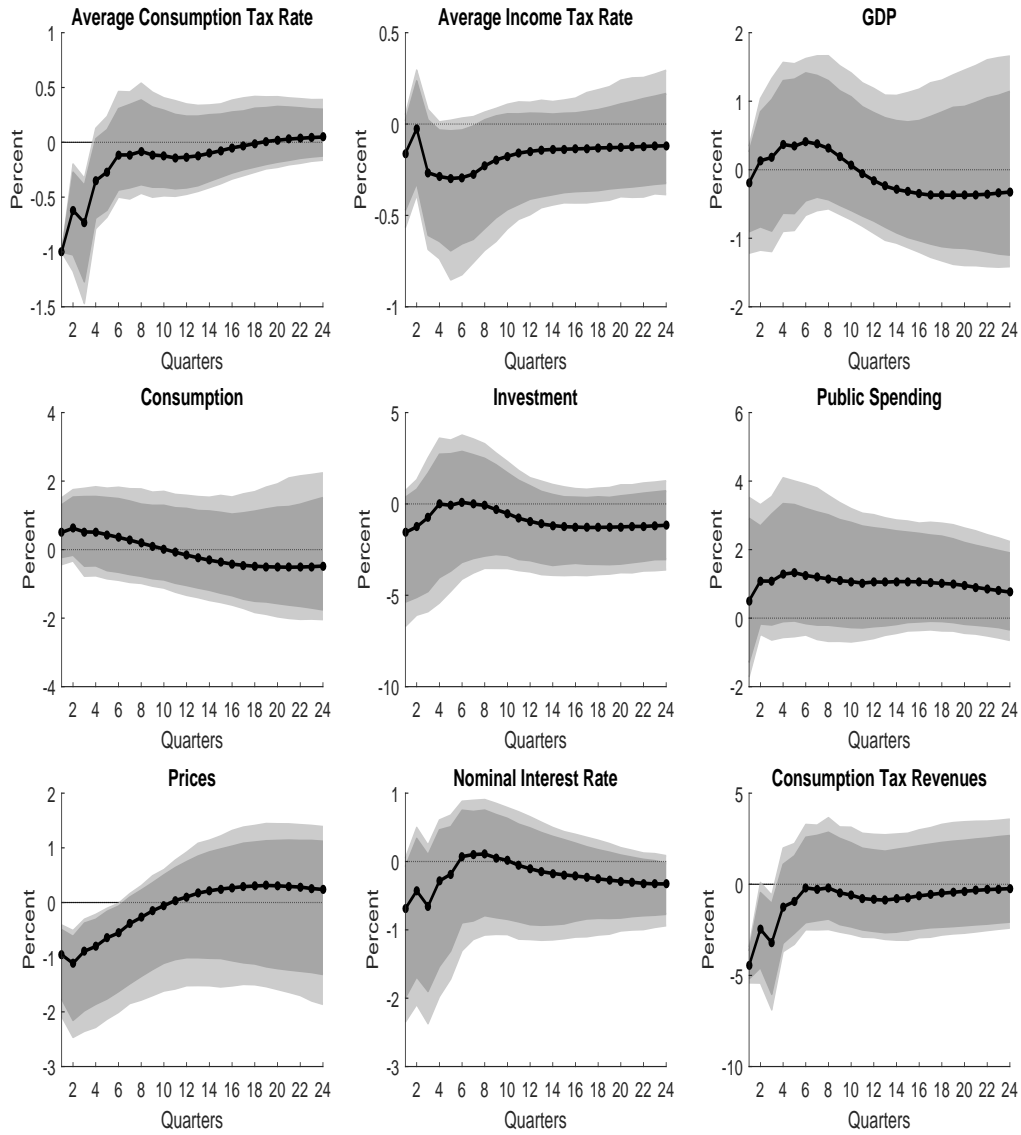 Average Consumption Tax Rate
Average Income Tax Rate
GDP
Percent
1
0.5
0
-0.5
-1
-1.5
2 4 6 8 10 12 14 16 18 20 22 24
Quarters
Percent
0.5
0
-0.5
-1
2 4 6 8 10 12 14 16 18 20 22 24
Quarters
Percent
2
1
0
-1
-2
2 4 6 8 10 12 14 16 18 20 22 24
Quarters
Consumption
Investment
Public Spending
Percent
4
2
0
-2
-4
2 4 6 8 10 12 14 16 18 20 22 24
Quarters
Percent
5
0
-5
-10
2 4 6 8 10 12 14 16 18 20 22 24
Quarters
Percent
6
4
2
0
-2
2 4 6 8 10 12 14 16 18 20 22 24
Quarters
Prices
Nominal Interest Rate
Consumption Tax Revenues
Percent
2
1
0
-1
-2
-3
2 4 6 8 10 12 14 16 18 20 22 24
Quarters
Percent
1
0
-1
-2
-3
2 4 6 8 10 12 14 16 18 20 22 24
Quarters
Percent
5
0
-5
-10
2 4 6 8 10 12 14 16 18 20 22 24
Quarters